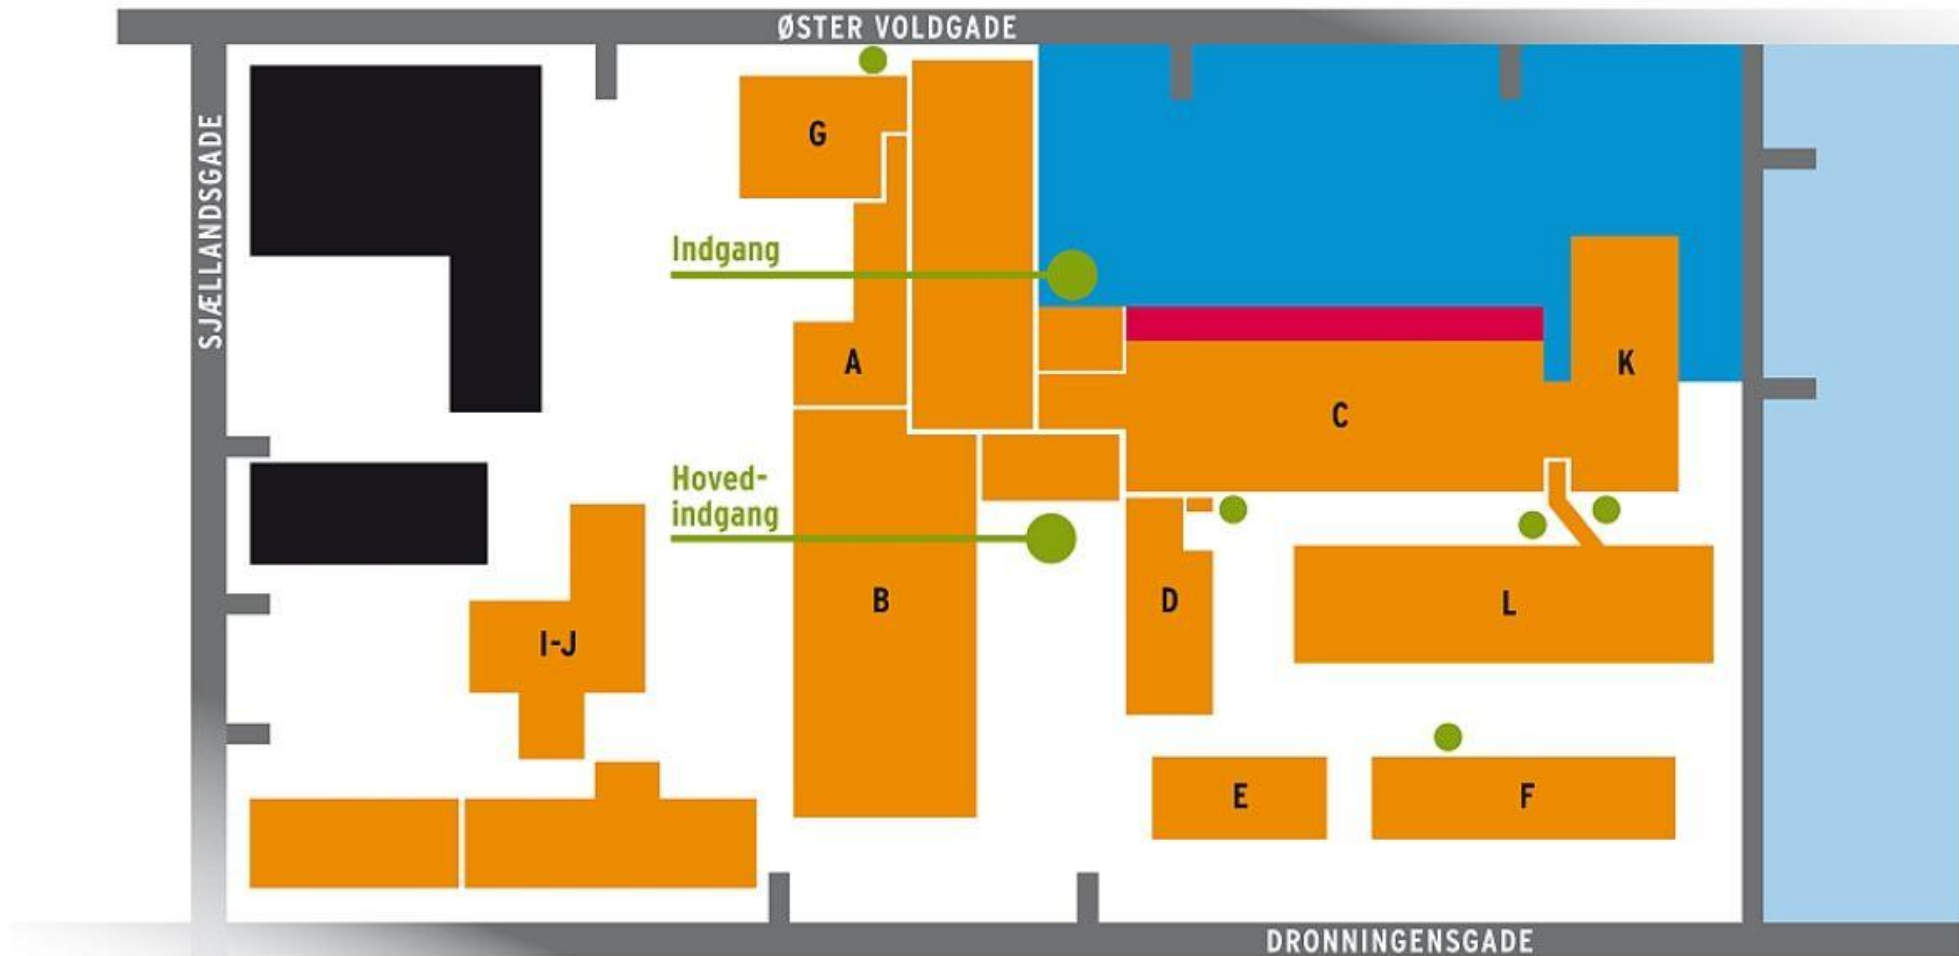 ØSTER VOLDGADE
SJÆLLANDSGADE
G
Indgang
A
K
C
Hoved-
indgang
B
D
L
I-J
E
F
DRONNINGENSGADE